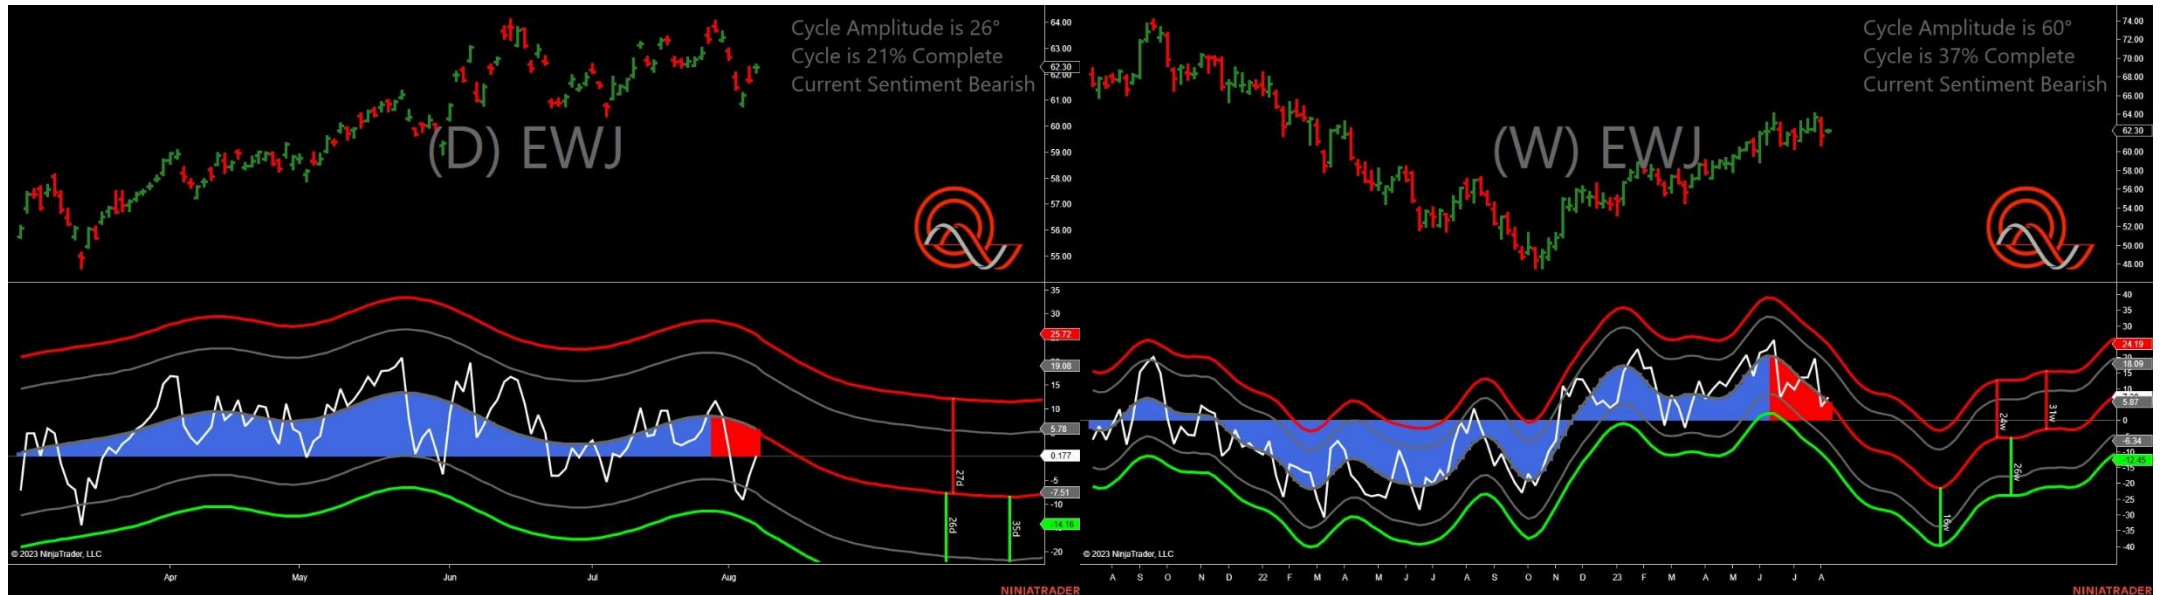 Cycle Amplitude is 26°
Cycle is 21% Complete
Current Sentiment Bearish
(D) EWJ
64.00
63.00
62.30
62.00
61.00
60.00
59.00
58.00
57.00
56.00
55.00
35
30
25.72
19.08
15
10
5.78
0.177
-5
-7.51
-10
-14.16
-20
27d
26d
35d
© 2023 NinjaTrader, LLC
Apr
May
Jun
Jul
Aug
NINJATRADER
Cycle Amplitude is 60°
Cycle is 37% Complete
Current Sentiment Bearish
(W) EWJ
74.00
72.00
70.00
68.00
66.00
64.00
62.30
60.00
58.00
56.00
54.00
52.00
50.00
48.00
40
35
30
24.19
18.09
15
10
5.87
0
-6.34
-12.45
-15
-20
-25
-30
-35
-40
24w
31w
26w
16w
© 2023 NinjaTrader, LLC
A S O N D 22 F M A M J J A S O N D 23 F M A M J J A
NINJATRADER